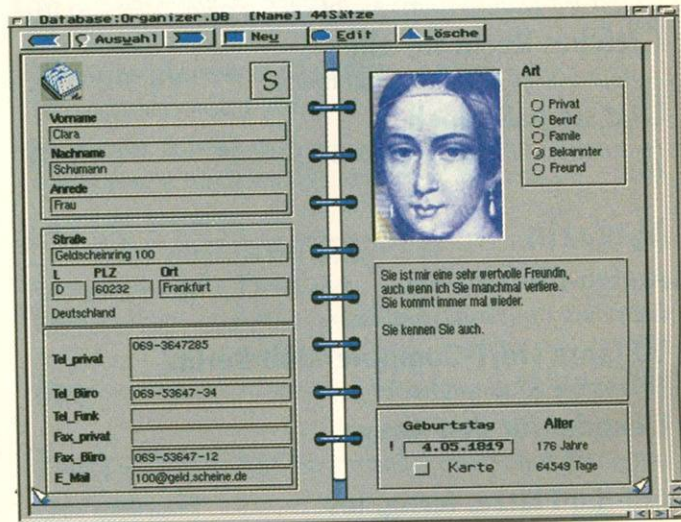 Database:Organizer.DB [Name] 44Sätze
Auswahl Neu Edit Lösche
S
Vorname
Clara
Nachname
Schumann
Anrede
Frau
Straße
Geldscheinring 100
L PLZ Ort
D 60232 Frankfurt
Deutschland
Tel_privat 069-3647285
Tel_Büro 069-53647-34
Tel_Funk
Fax_privat
Fax_Büro 069-53647-12
E_Mail 100@geld.scheine.de
Art
Privat
Beruf
Famile
Bekannter
Freund
Sie ist mir eine sehr wertvolle Freundin,
auch wenn ich Sie manchmal verliere.
Sie kommt immer mal wieder.
Sie kennen Sie auch.
Geburtstag Alter
! 4.05.1819 176 Jahre
Karte 64549 Tage